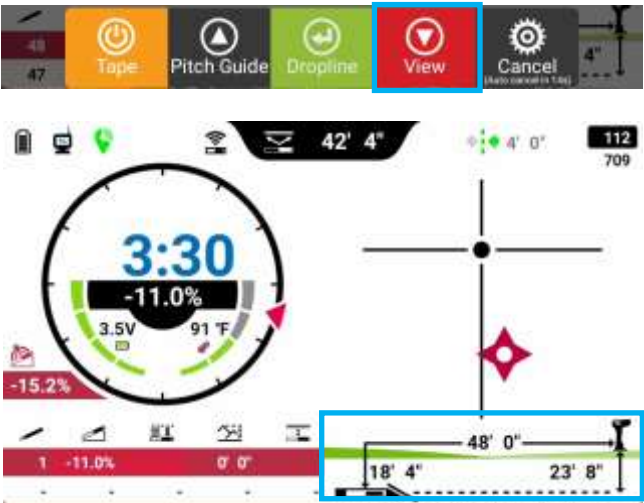 48
47
Tape
Pitch Guide
Dropline
View
Cancel
(Auto cancel in 14s)
4"
42' 4"
4' 0"
112
709
3:30
-11.0%
3.5V
91 °F
-15.2%
1 -11.0% 0' 0"
- - - - -
48' 0"
18' 4"
23' 8"